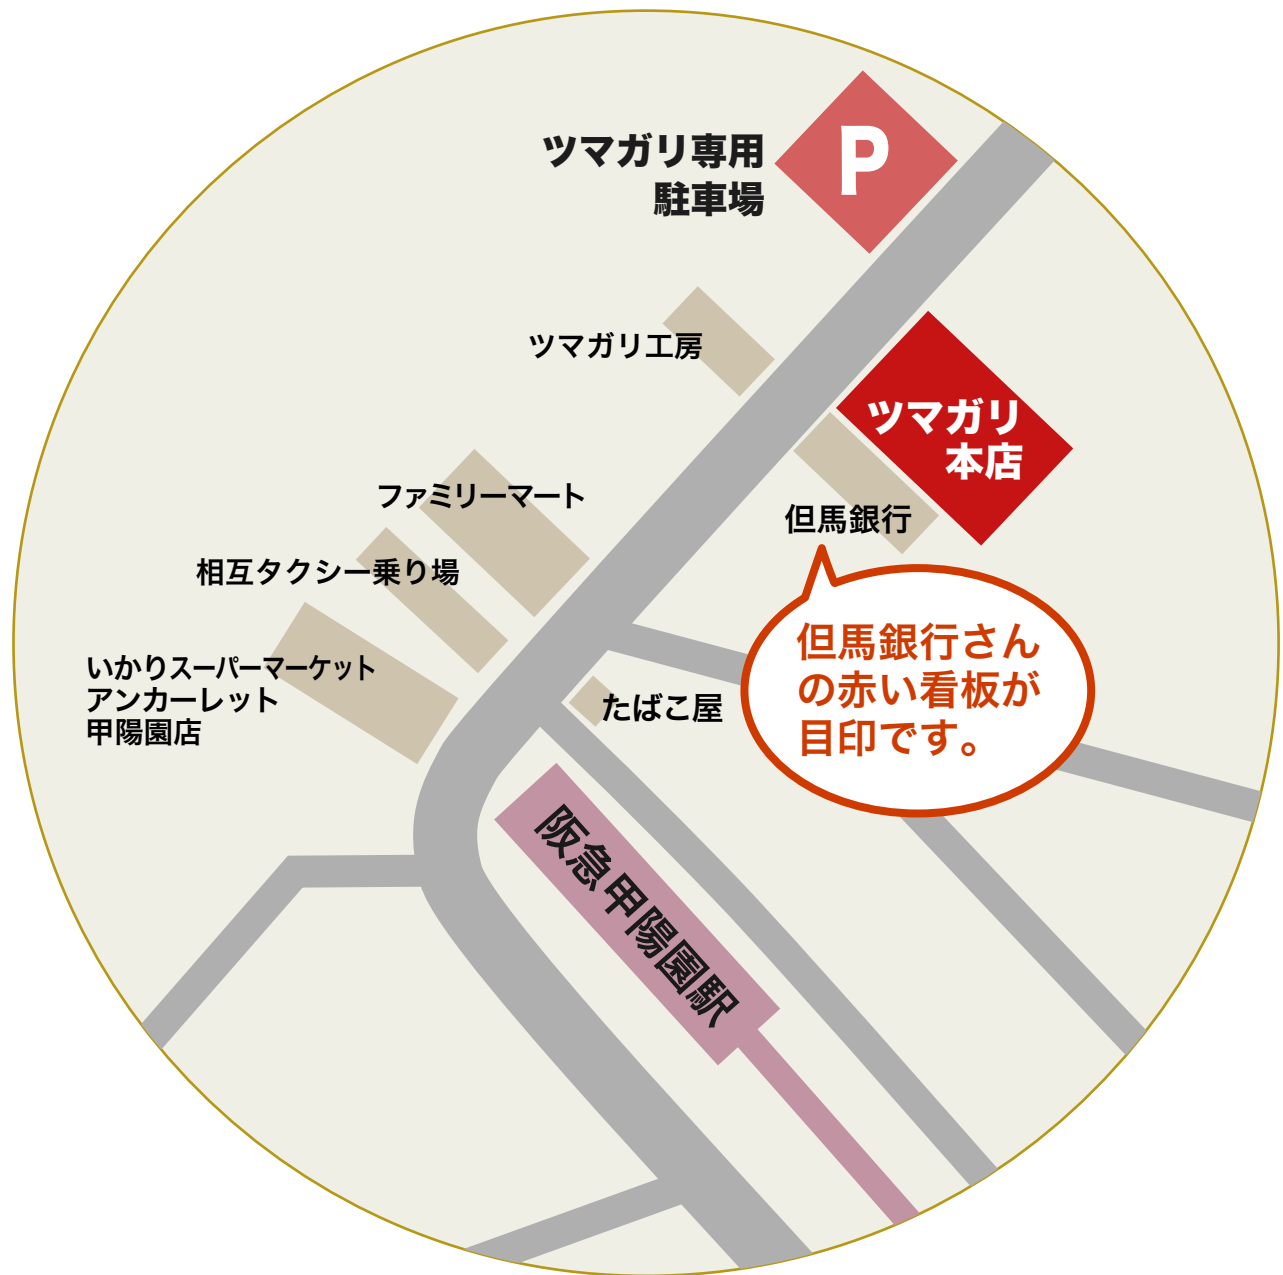 ツマガリ専用
駐車場
P
ツマガリ工房
ツマガリ
本店
ファミリーマート
但馬銀行
相互タクシー乗り場
但馬銀行さん
の赤い看板が
目印です。
いかりスーパーマーケット
アンカーレット
甲陽園店
たばこ屋
阪急甲陽園駅